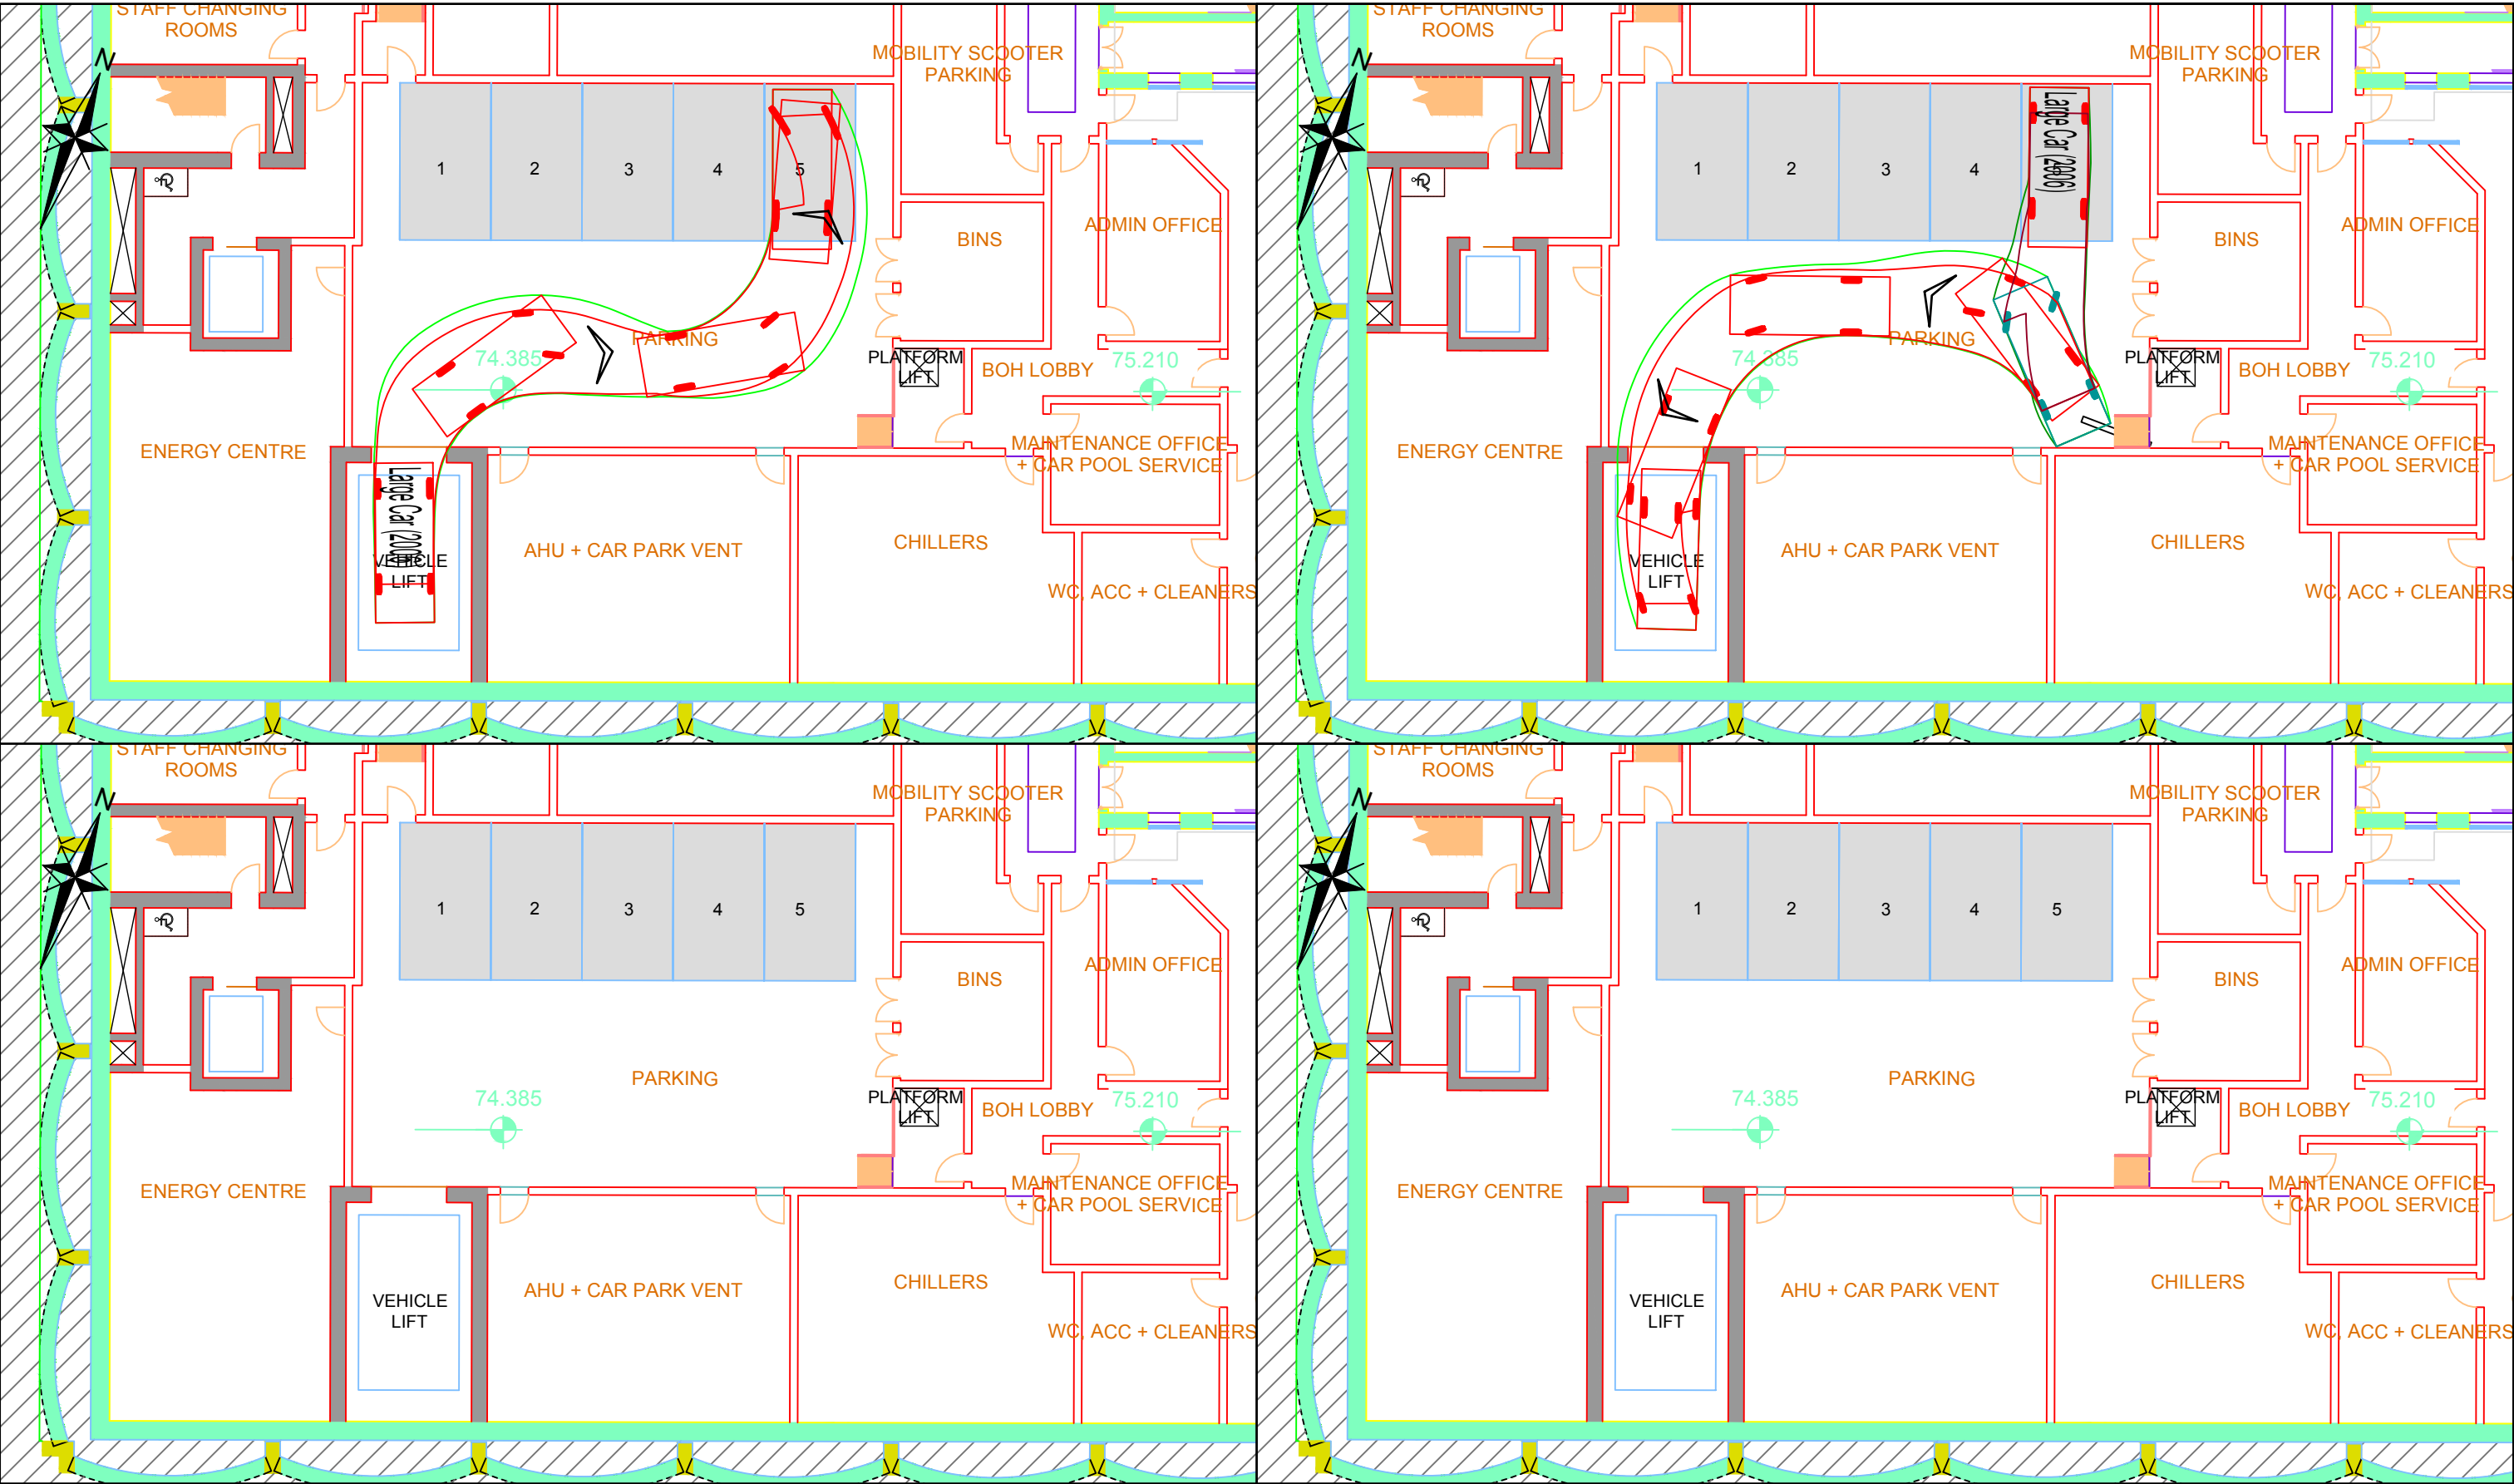 STAFF CHANGING
ROOMS
N
MOBILITY SCOOTER
PARKING
1 2 3 4 5
ADMIN OFFICE
BINS
PARKING
74.385
PLATFORM
LIFT
BOH LOBBY
75.210
ENERGY CENTRE
MAINTENANCE OFFICE
+ CAR POOL SERVICE
Large Car (2006)
VEHICLE
LIFT
AHU + CAR PARK VENT
CHILLERS
WC, ACC + CLEANERS
STAFF CHANGING
ROOMS
N
MOBILITY SCOOTER
PARKING
1 2 3 4
Large Car (2006)
ADMIN OFFICE
BINS
PARKING
74.385
PLATFORM
LIFT
BOH LOBBY
75.210
ENERGY CENTRE
MAINTENANCE OFFICE
+ CAR POOL SERVICE
VEHICLE
LIFT
AHU + CAR PARK VENT
CHILLERS
WC, ACC + CLEANERS
STAFF CHANGING
ROOMS
N
MOBILITY SCOOTER
PARKING
1 2 3 4 5
ADMIN OFFICE
BINS
PARKING
74.385
PLATFORM
LIFT
BOH LOBBY
75.210
ENERGY CENTRE
MAINTENANCE OFFICE
+ CAR POOL SERVICE
VEHICLE
LIFT
AHU + CAR PARK VENT
CHILLERS
WC, ACC + CLEANERS
STAFF CHANGING
ROOMS
N
MOBILITY SCOOTER
PARKING
1 2 3 4 5
ADMIN OFFICE
BINS
PARKING
74.385
PLATFORM
LIFT
BOH LOBBY
75.210
ENERGY CENTRE
MAINTENANCE OFFICE
+ CAR POOL SERVICE
VEHICLE
LIFT
AHU + CAR PARK VENT
CHILLERS
WC, ACC + CLEANERS